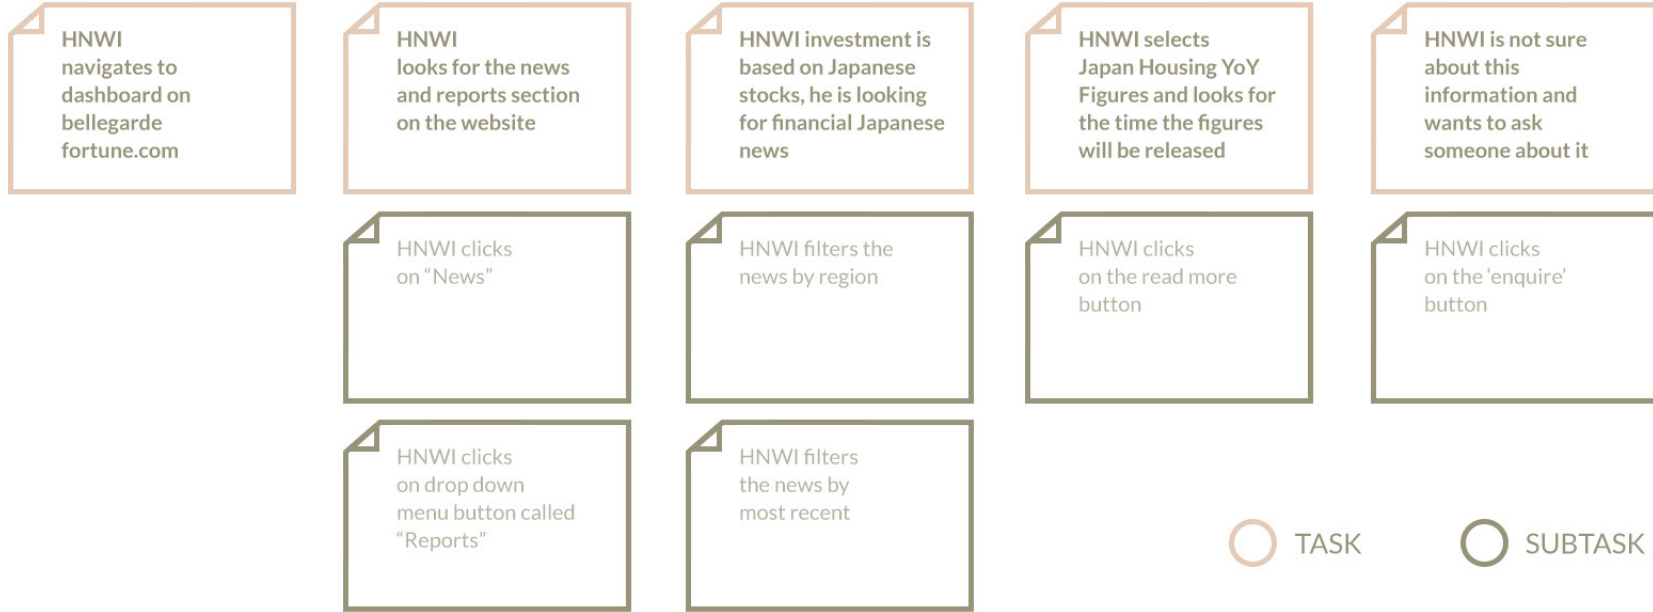 HNWI
navigates to
dashboard on
bellegarde
fortune.com
HNWI
looks for the news
and reports section
on the website
HNWI investment is
based on Japanese
stocks, he is looking
for financial Japanese
news
HNWI selects
Japan Housing YoY
Figures and looks for
the time the figures
will be released
HNWI is not sure
about this
information and
wants to ask
someone about it
HNWI clicks
on “News”
HNWI filters the
news by region
HNWI clicks
on the read more
button
HNWI clicks
on the ‘enquire’
button
HNWI clicks
on drop down
menu button called
“Reports”
HNWI filters
the news by
most recent
TASK
SUBTASK